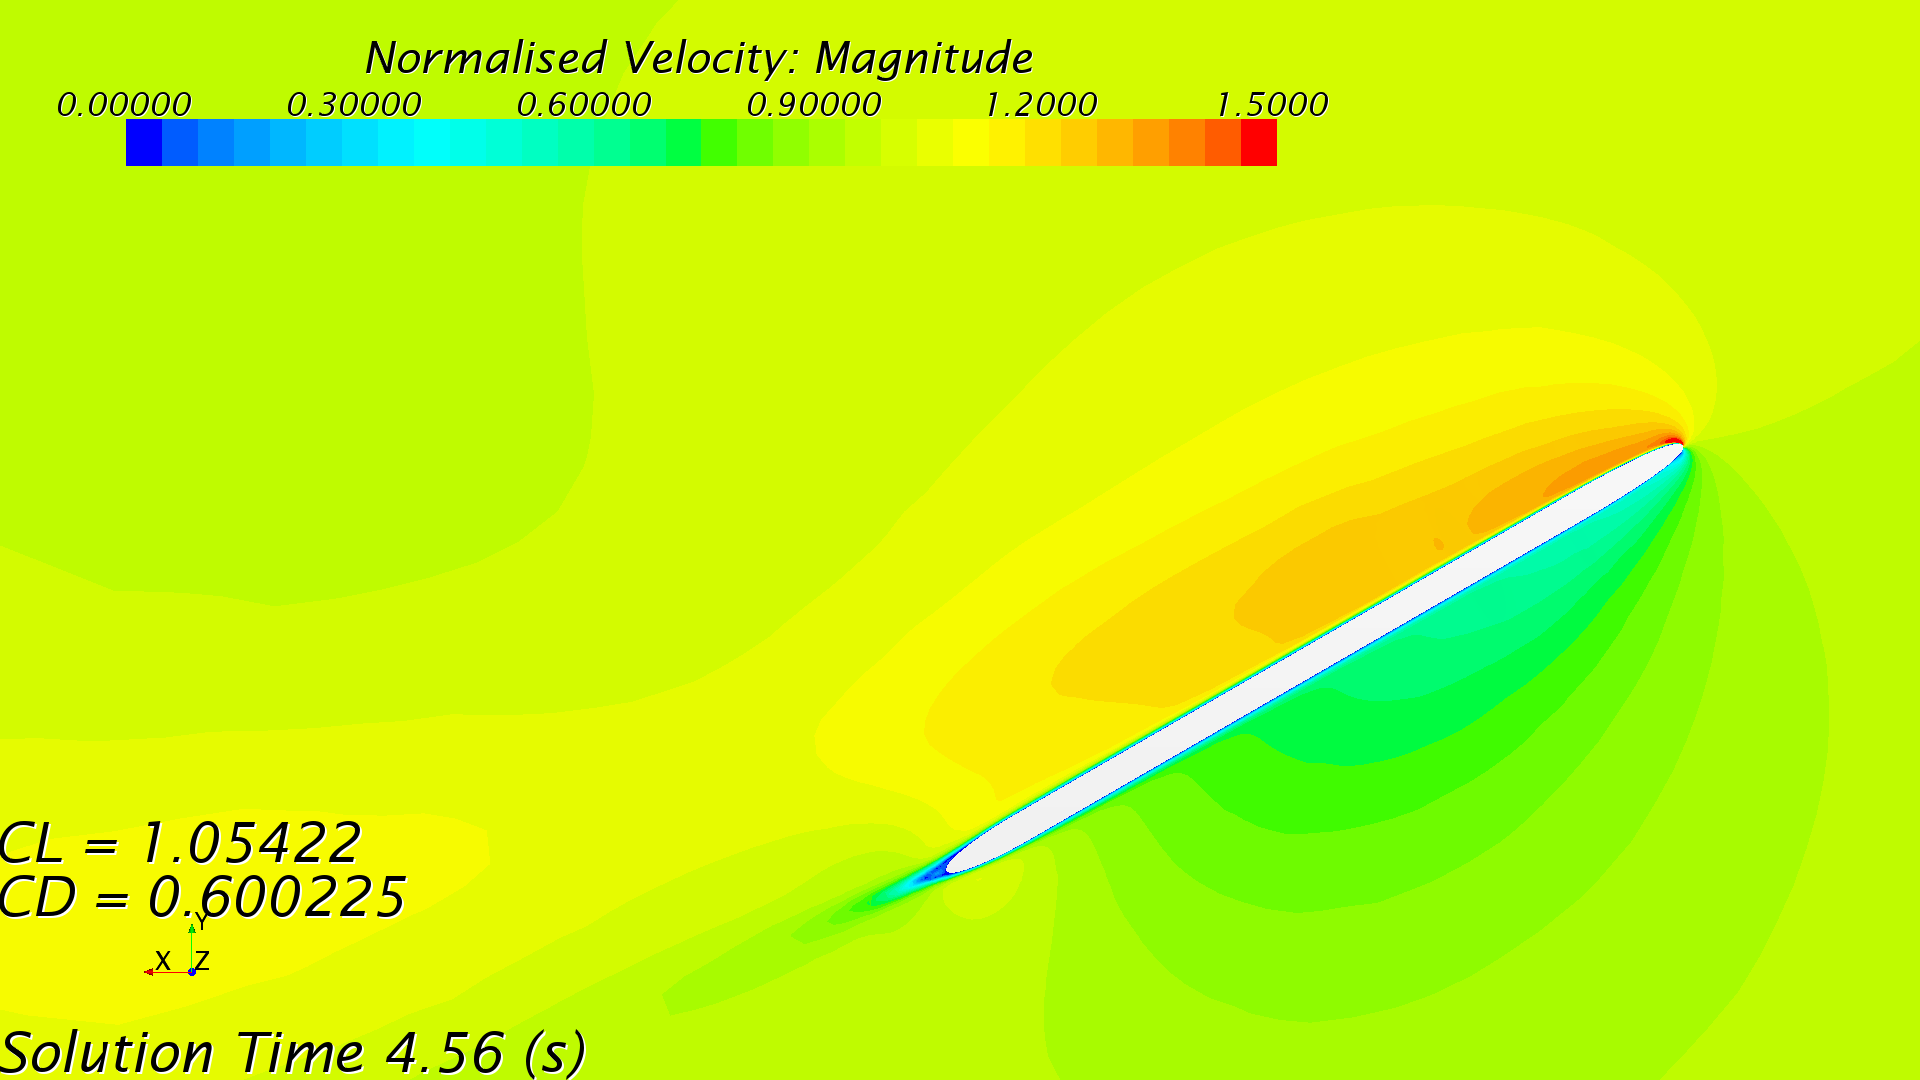 Normalised Velocity: Magnitude
0.00000 0.30000 0.60000 0.90000 1.2000 1.5000
CL = 1.05422
CD = 0.600225
Y
X Z
Solution Time 4.56 (s)